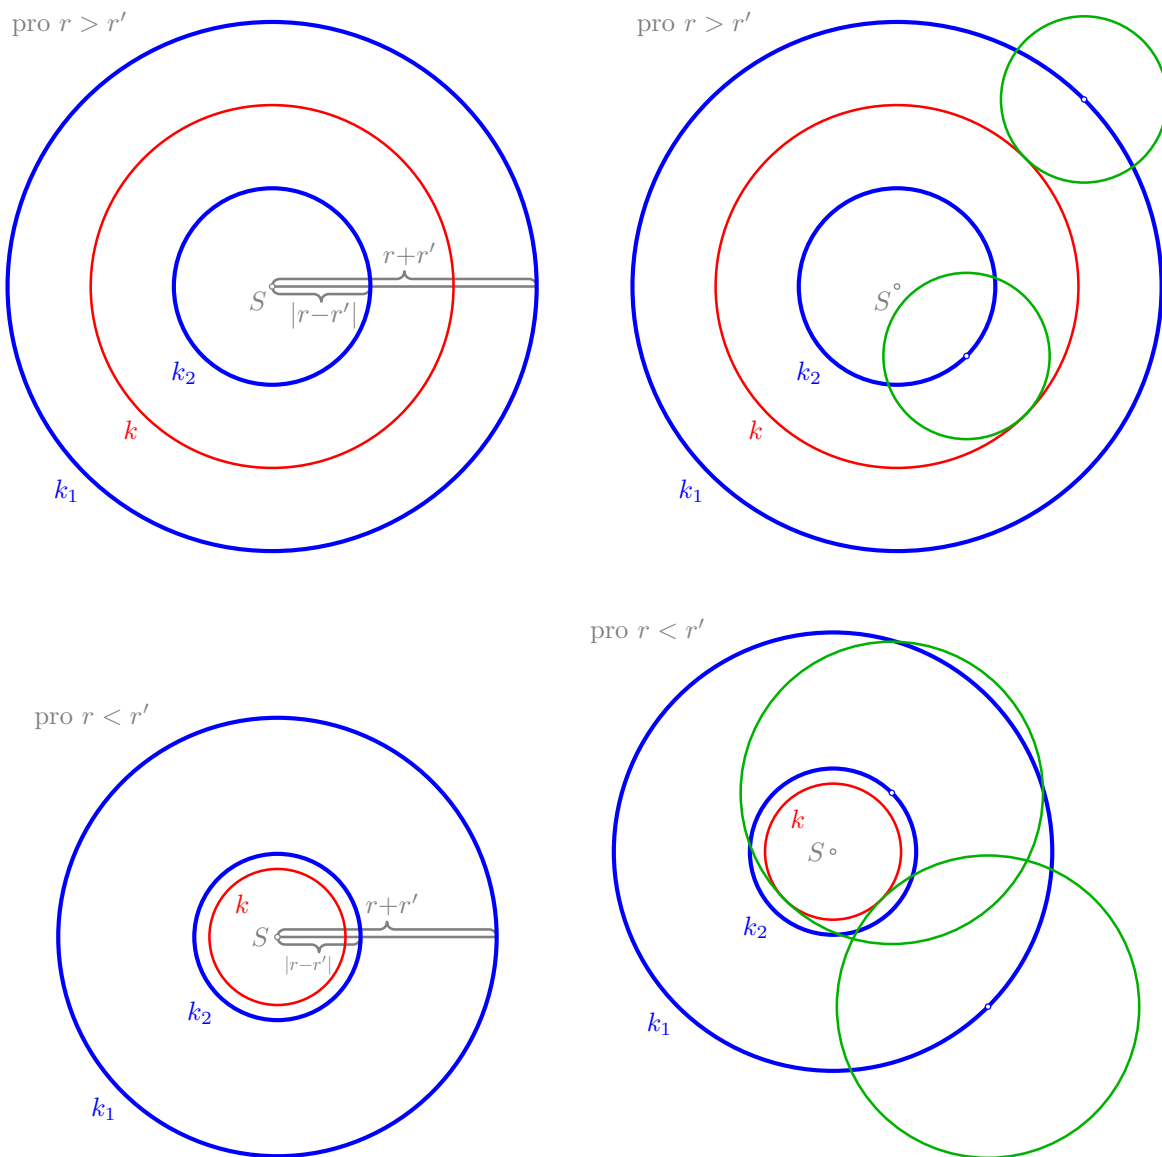 pro r > r′
r+r′
S
|r−r′|
k₂
k
k₁
pro r > r′
S
k₂
k
k₁
pro r < r′
k
r+r′
S
|r−r′|
k₂
k₁
pro r < r′
k
S
k₂
k₁